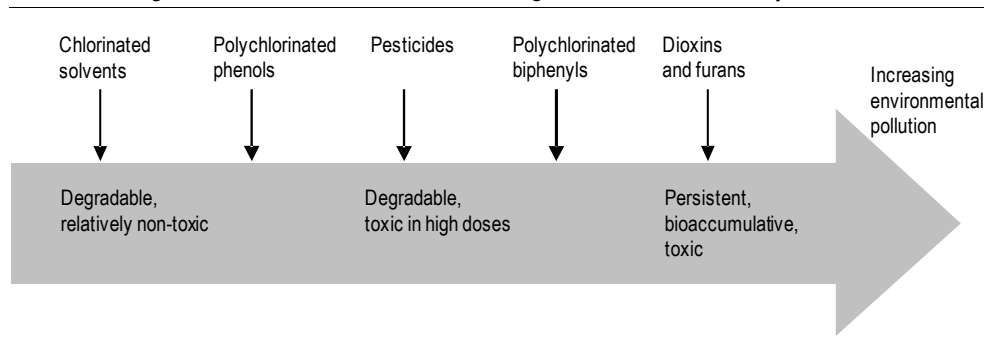 Chlorinated
solvents
Polychlorinated
phenols
Pesticides
Polychlorinated
biphenyls
Dioxins
and furans
Increasing
environmental
pollution
Degradable,
relatively non-toxic
Degradable,
toxic in high doses
Persistent,
bioaccumulative,
toxic